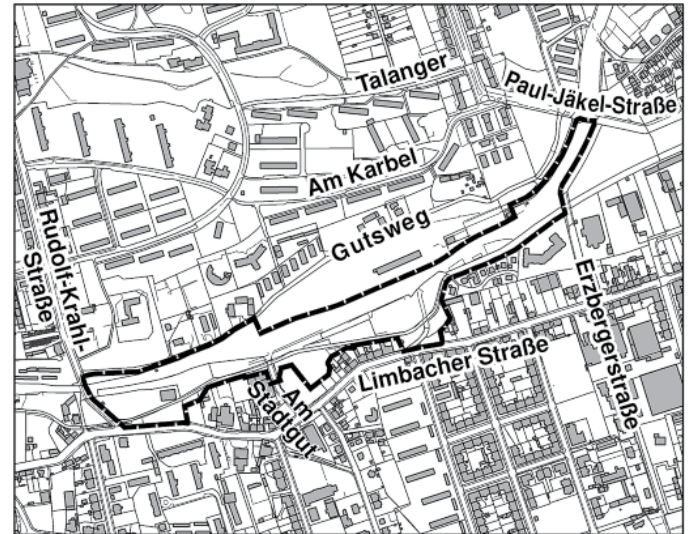 Talanger
Paul-Jäkel-Straße
Am Karbel
Gutsweg
Rudolf-Krahl-
Straße
Erzbergerstraße
Limbacher Straße
Am
Stadtgut